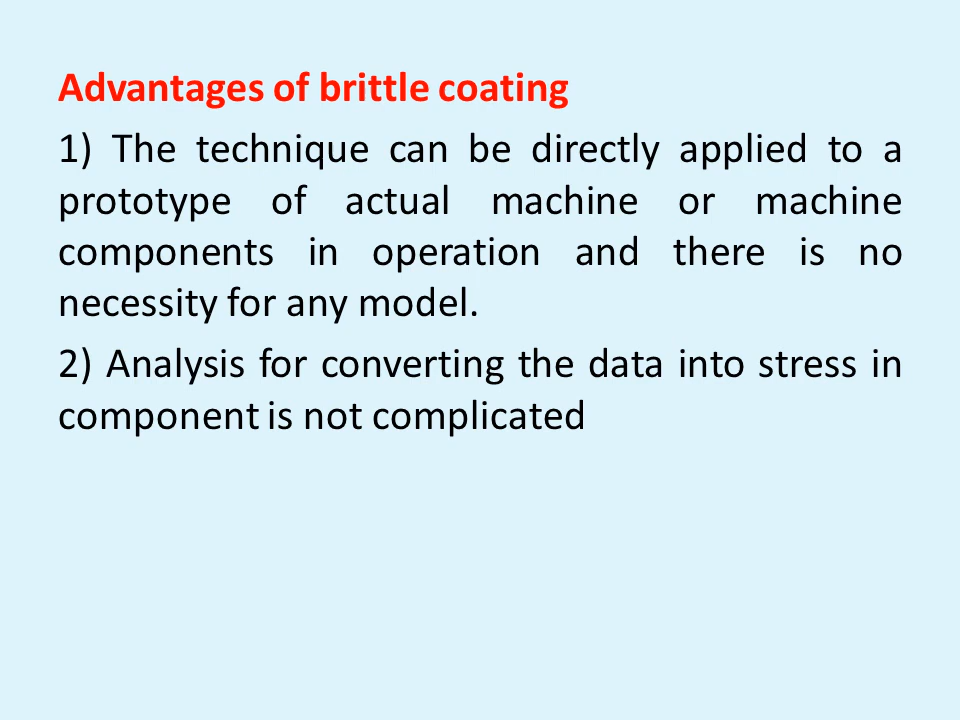 Advantages of brittle coating
1) The technique can be directly applied to a
prototype of actual machine or machine
components in operation and there is no
necessity for any model.
2) Analysis for converting the data into stress in
component is not complicated